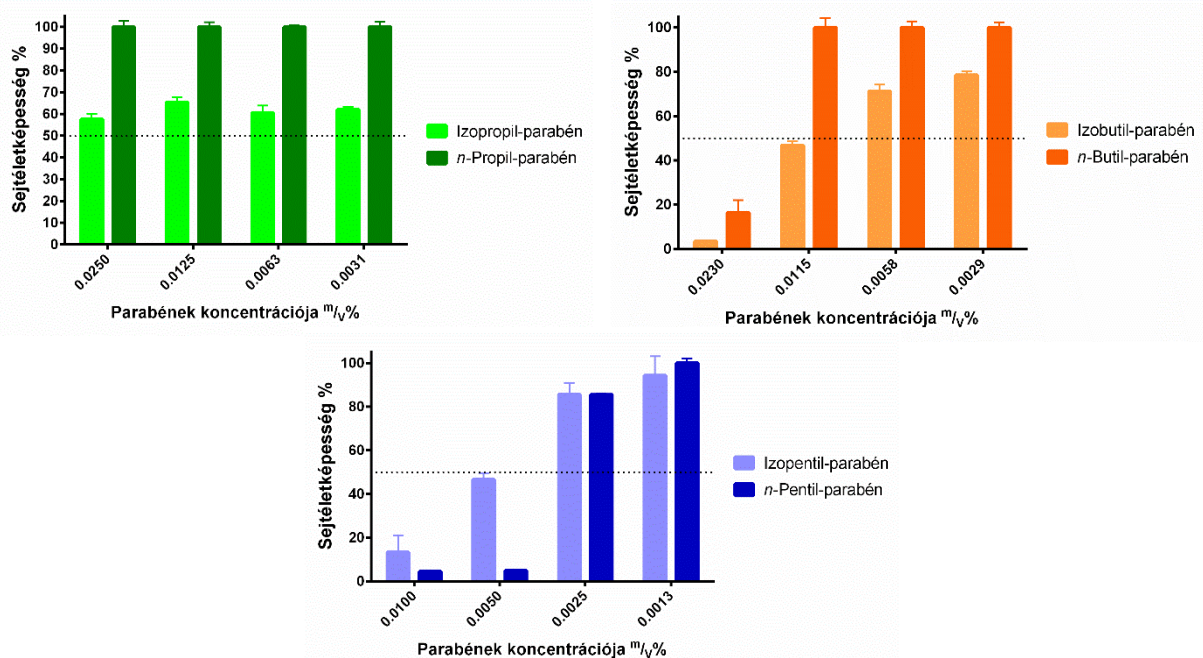 Sejtéletképesség %
100
90
80
70
60
50
40
30
20
10
0
0.0250
0.0125
0.0063
0.0031
Parabének koncentrációja m/v%
Izopropil-parabén
n-Propil-parabén
Sejtéletképesség %
100
80
60
40
20
0
0.0230
0.0115
0.0058
0.0029
Parabének koncentrációja m/v%
Izobutil-parabén
n-Butil-parabén
Sejtéletképesség %
100
80
60
40
20
0
0.0100
0.0050
0.0025
0.0013
Parabének koncentrációja m/v%
Izopentil-parabén
n-Pentil-parabén